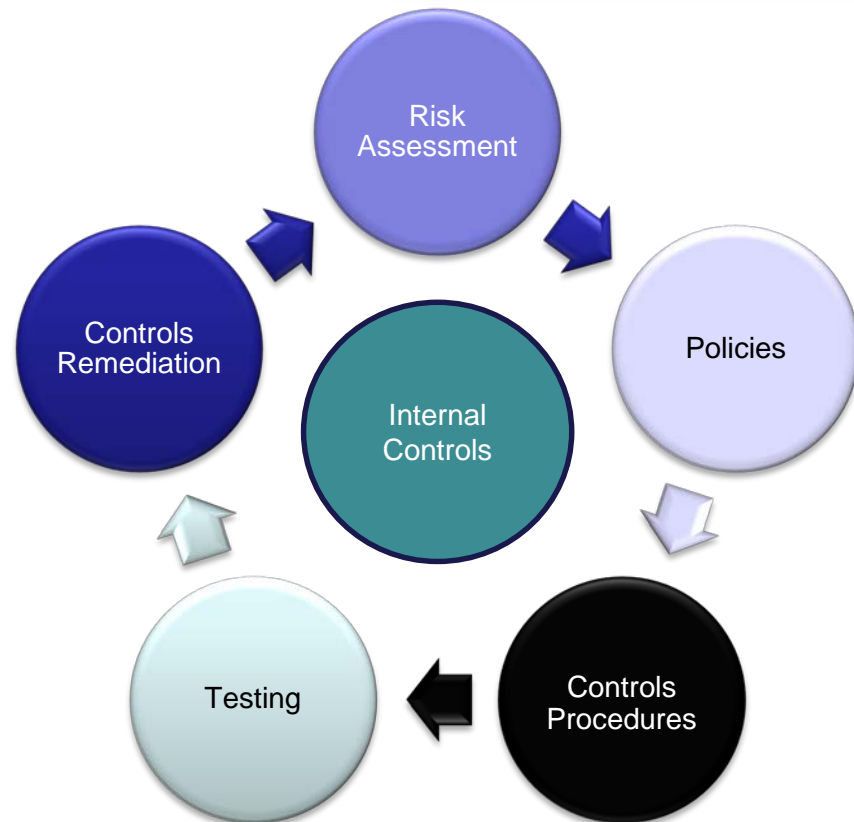 Risk
Assessment
Policies
Controls
Procedures
Testing
Controls
Remediation
Internal
Controls